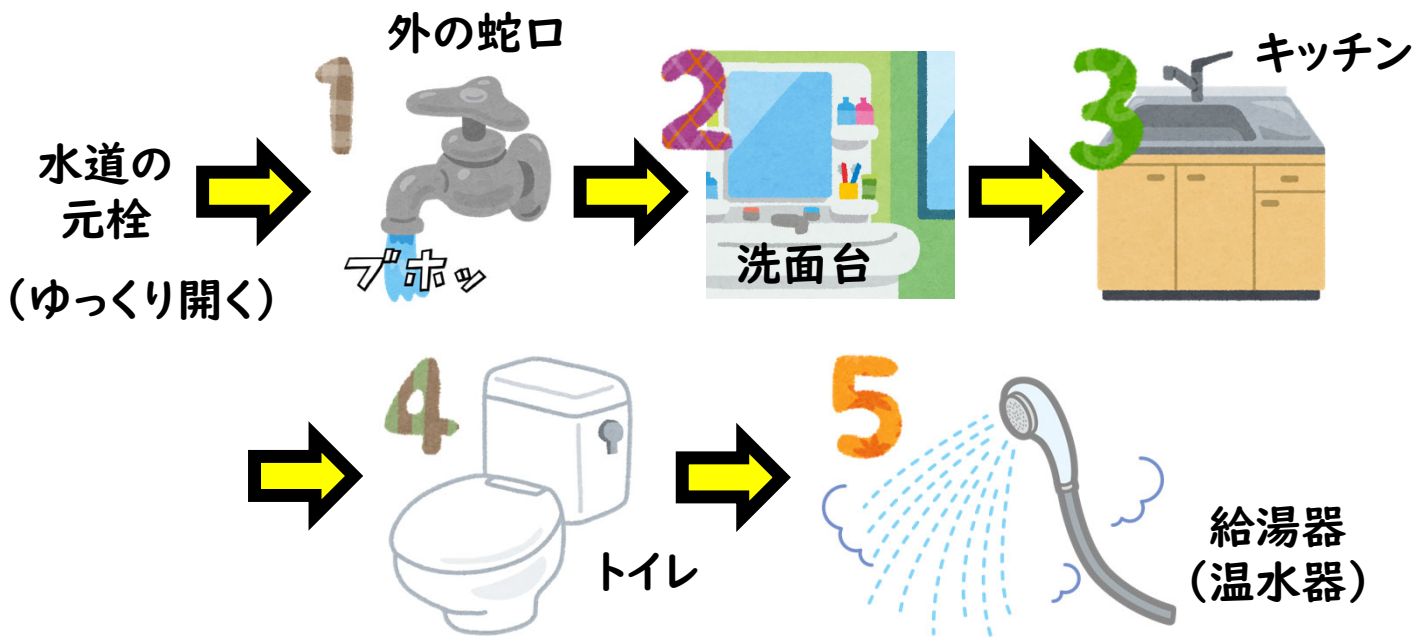 水道の
元栓
(ゆっくり開く)
1
外の蛇口
ブホッ
2
洗面台
3
キッチン
4
トイレ
5
給湯器
(温水器)